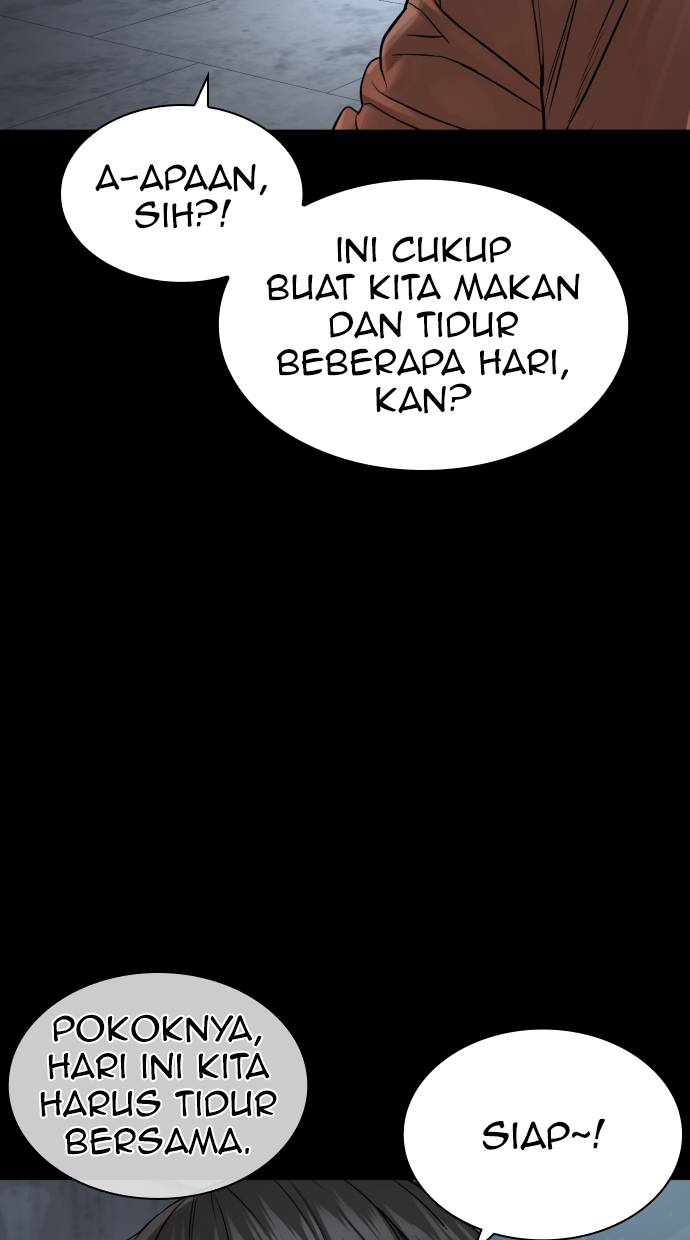 A-APAAN,
SIH?!
INI CUKUP
BUAT KITA MAKAN
DAN TIDUR
BEBERAPA HARI,
KAN?
POKOKNYA,
HARI INI KITA
HARUS TIDUR
BERSAMA.
SIAP~!